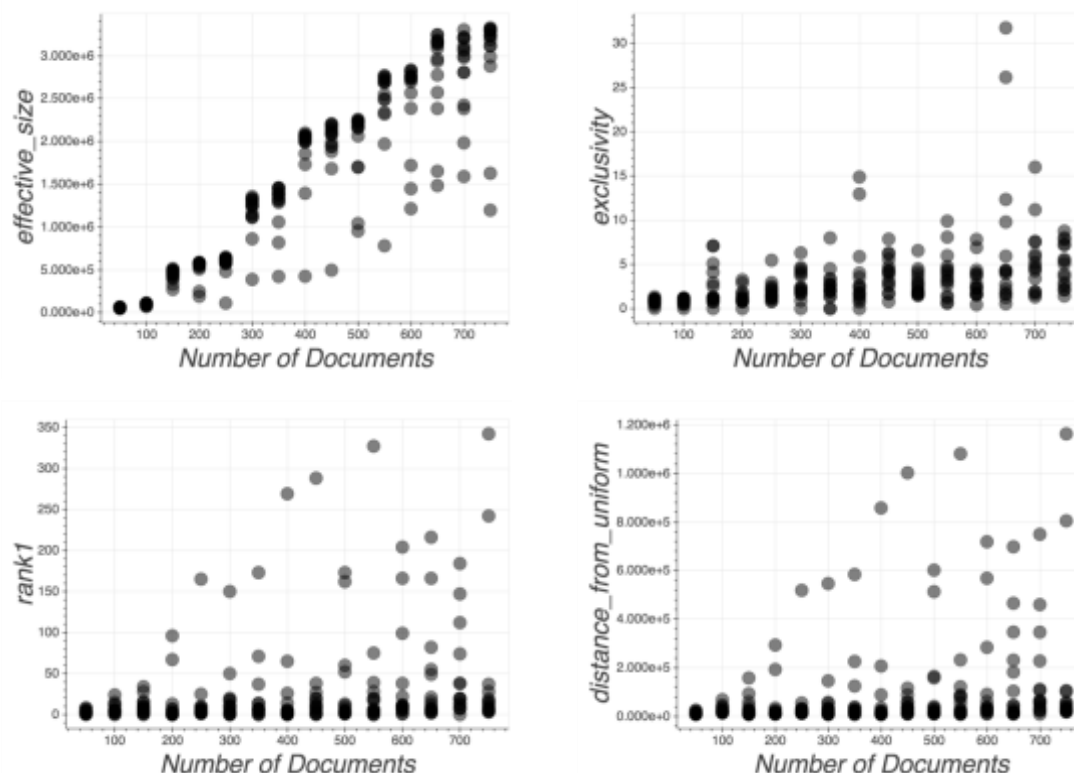 effective_size
3.000e+6
2.500e+6
2.000e+6
1.500e+6
1.000e+6
5.000e+5
0.000e+0
100 200 300 400 500 600 700
Number of Documents
exclusivity
30
25
20
15
10
5
0
100 200 300 400 500 600 700
Number of Documents
rank1
350
300
250
200
150
100
50
0
100 200 300 400 500 600 700
Number of Documents
distance_from_uniform
1.200e+6
1.000e+6
8.000e+5
6.000e+5
4.000e+5
2.000e+5
0.000e+0
100 200 300 400 500 600 700
Number of Documents